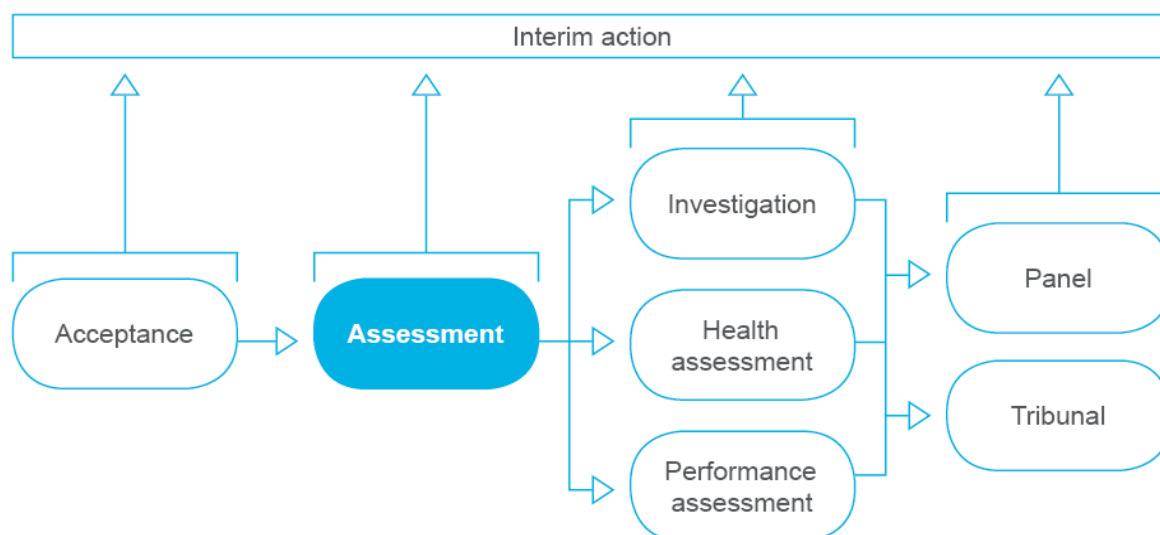 Interim action
Acceptance
Assessment
Investigation
Health
assessment
Performance
assessment
Panel
Tribunal